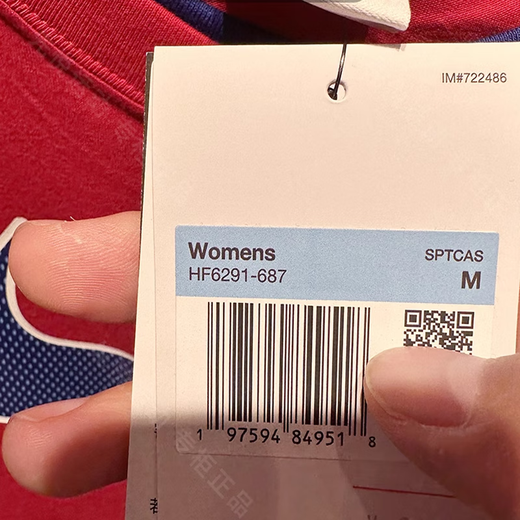 IM#722486
Womens
SPTCAS
HF6291-687
M
1 97594 84951 8